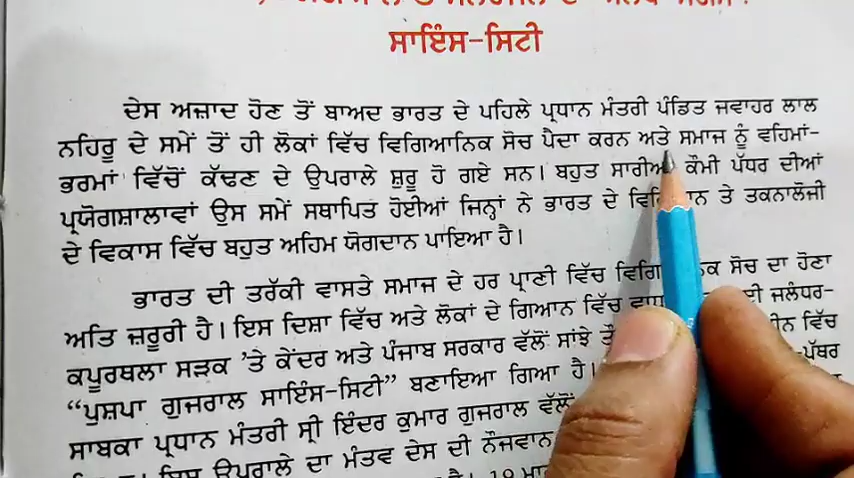 ਸਾਇੰਸ-ਸਿਟੀ
ਦੇਸ ਅਜ਼ਾਦ ਹੋਣ ਤੋਂ ਬਾਅਦ ਭਾਰਤ ਦੇ ਪਹਿਲੇ ਪ੍ਰਧਾਨ ਮੰਤਰੀ ਪੰਡਿਤ ਜਵਾਹਰ ਲਾਲ
ਨਹਿਰੂ ਦੇ ਸਮੇਂ ਤੋਂ ਹੀ ਲੋਕਾਂ ਵਿੱਚ ਵਿਗਿਆਨਿਕ ਸੋਚ ਪੈਦਾ ਕਰਨ ਅਤੇ ਸਮਾਜ ਨੂੰ ਵਹਿਮਾਂ-
ਭਰਮਾਂ ਵਿੱਚੋਂ ਕੱਢਣ ਦੇ ਉਪਰਾਲੇ ਸ਼ੁਰੂ ਹੋ ਗਏ ਸਨ। ਬਹੁਤ ਕੌਮੀ ਪੱਧਰ ਦੀਆਂ
ਪ੍ਰਯੋਗਸ਼ਾਲਾਵਾਂ ਉਸ ਸਮੇਂ ਸਥਾਪਿਤ ਹੋਈਆਂ ਜਿਨ੍ਹਾਂ ਨੇ ਭਾਰਤ ਦੇ ਤੇ ਤਕਨਾਲੋਜੀ
ਦੇ ਵਿਕਾਸ ਵਿੱਚ ਬਹੁਤ ਅਹਿਮ ਯੋਗਦਾਨ ਪਾਇਆ ਹੈ।
ਭਾਰਤ ਦੀ ਤਰੱਕੀ ਵਾਸਤੇ ਸਮਾਜ ਦੇ ਹਰ ਪ੍ਰਾਣੀ ਵਿੱਚ ਸੋਚ ਦਾ ਹੋਣਾ
ਅਤਿ ਜ਼ਰੂਰੀ ਹੈ। ਇਸ ਦਿਸ਼ਾ ਵਿੱਚ ਅਤੇ ਲੋਕਾਂ ਦੇ ਗਿਆਨ ਵਿੱਚ ਜਲੰਧਰ-
ਕਪੂਰਥਲਾ ਸੜਕ ’ਤੇ ਕੇਂਦਰ ਅਤੇ ਪੰਜਾਬ ਸਰਕਾਰ ਵੱਲੋਂ ਸਾਂਝੇ ਵਿੱਚ
“ਪੁਸ਼ਪਾ ਗੁਜਰਾਲ ਸਾਇੰਸ-ਸਿਟੀ” ਬਣਾਇਆ ਗਿਆ ਹੈ।
ਸਾਬਕਾ ਪ੍ਰਧਾਨ ਮੰਤਰੀ ਸ੍ਰੀ ਇੰਦਰ ਕੁਮਾਰ ਗੁਜਰਾਲ ਵੱਲੋਂ
ਇਸ ਉਪਰਾਲੇ ਦਾ ਮੰਤਵ ਦੇਸ ਦੀ ਨੌਜਵਾਨ